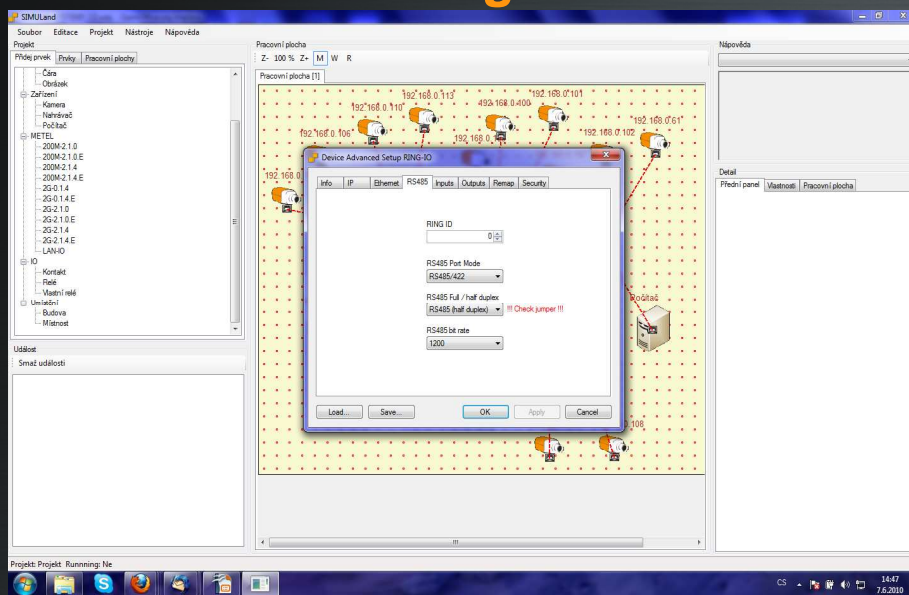 SIMULand
Soubor Editace Projekt Nástroje Nápověda
Projekt
Přidej prvek Prvky Pracovní plochy
Čára
Obrázek
Zařízení
Kamera
Nahrávač
Počítač
METEL
200M-2.1.0
200M-2.1.0.E
200M-2.1.4
200M-2.1.4.E
2G-0.1.4
2G-0.1.4.E
2G-2.1.0
2G-2.1.0.E
2G-2.1.4
2G-2.1.4.E
LAN-IO
IO
Kontakt
Relé
Vlastní relé
Umístění
Budova
Místnost
Událost
Smaž události
Pracovní plocha
Z- 100 % Z+ M W R
Pracovní plocha [1]
192.168.0.113
192.168.0.400
192.168.0.101
192.168.0.110
192.168.0.61
192.168.0.106
192.168.0.102
Počítač
Device Advanced Setup RING-IO
Info IP Ethernet RS485 Inputs Outputs Remap Security
RING ID
0
RS485 Port Mode
RS485/422
RS485 Full / half duplex
RS485 (half duplex) !!! Check jumper !!!
RS485 bit rate
1200
Load... Save... OK Apply Cancel
Nápověda
Detail
Přední panel Vlastnosti Pracovní plocha
Projekt: Projekt Runnning: Ne
CS
14:47
7.6.2010